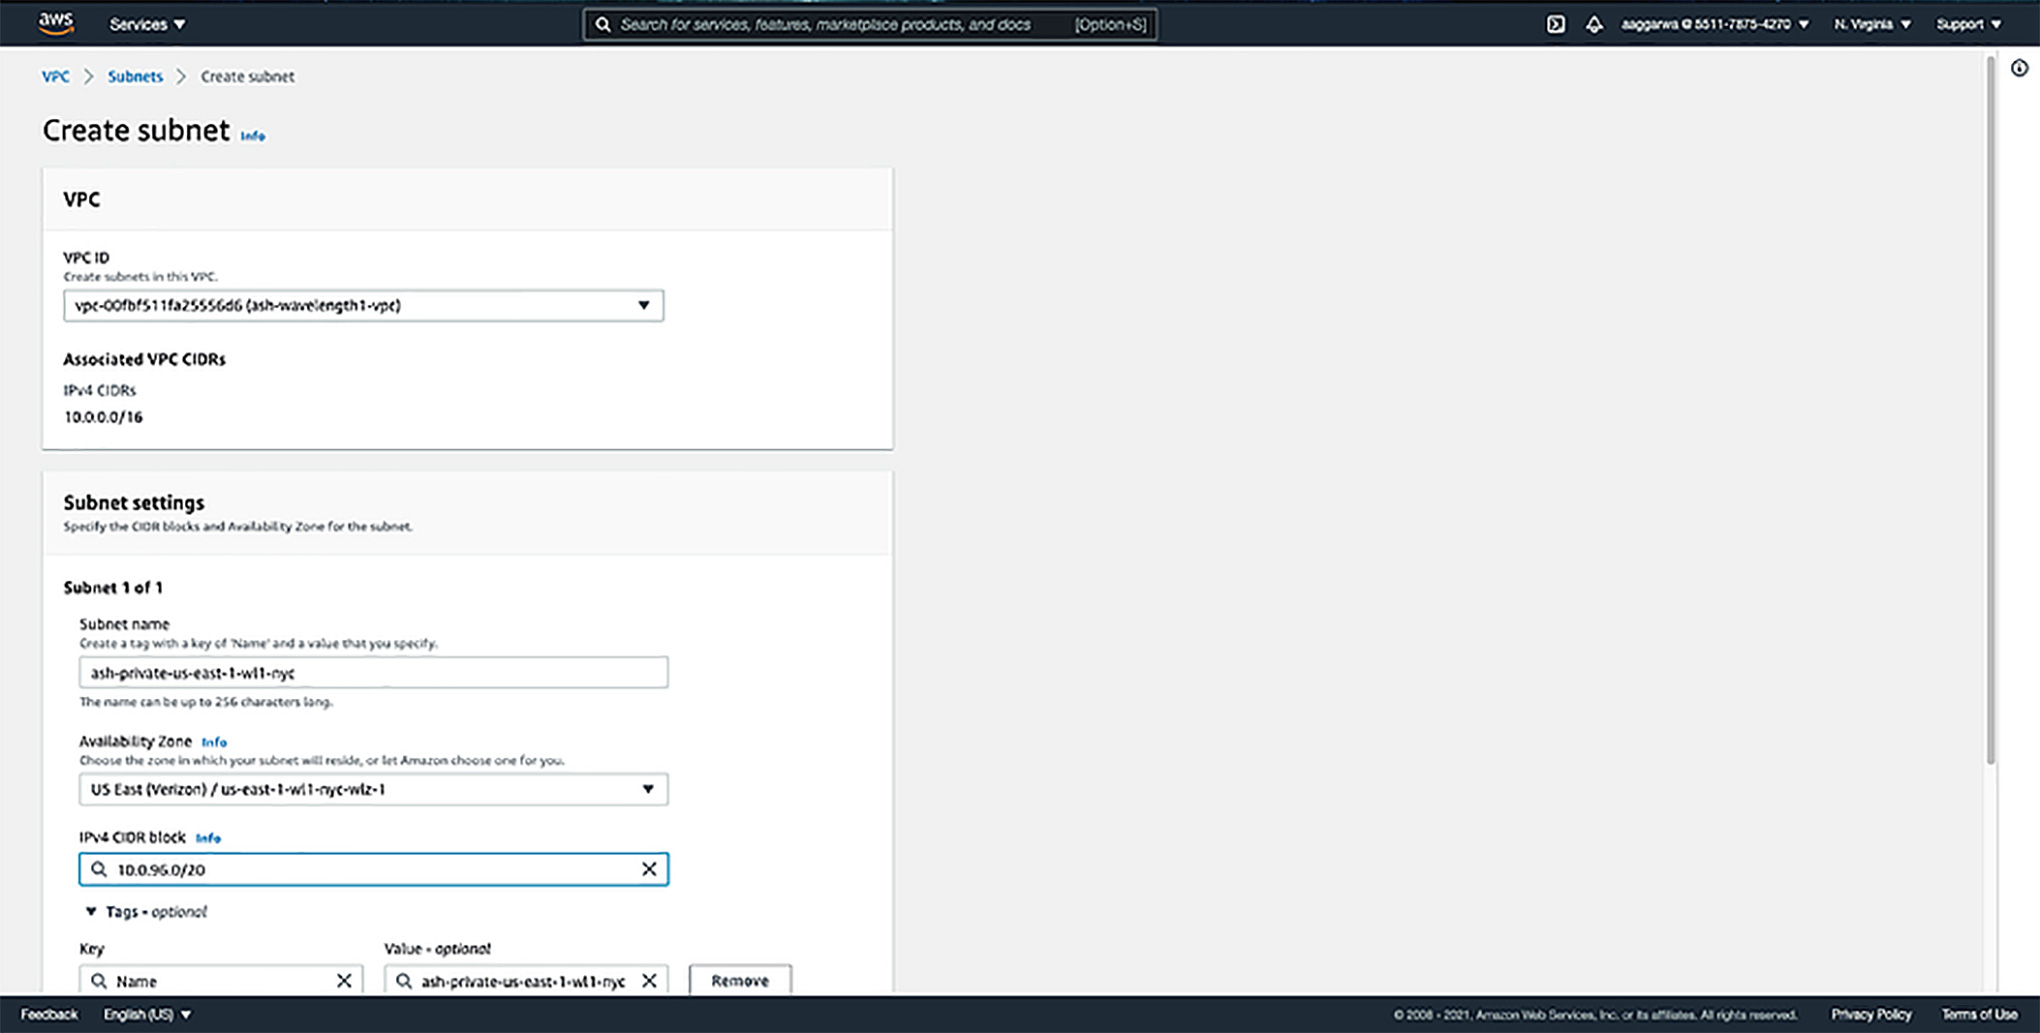 aws Services Search for services, features, marketplace products, and docs [Option+S] aaggarwa @ 5511-7875-4270 N. Virginia Support
VPC > Subnets > Create subnet
Create subnet Info
VPC
VPC ID
Create subnets in this VPC.
vpc-00fbf511fa25556d6 (ash-wavelength1-vpc)
Associated VPC CIDRs
IPv4 CIDRs
10.0.0.0/16
Subnet settings
Specify the CIDR blocks and Availability Zone for the subnet.
Subnet 1 of 1
Subnet name
Create a tag with a key of 'Name' and a value that you specify.
ash-private-us-east-1-wl1-nyc
The name can be up to 256 characters long.
Availability Zone Info
Choose the zone in which your subnet will reside, or let Amazon choose one for you.
US East (Verizon) / us-east-1-wl1-nyc-wlz-1
IPv4 CIDR block Info
10.0.96.0/20
Tags - optional
Key Value - optional
Name ash-private-us-east-1-wl1-nyc Remove
Feedback English (US) © 2008 - 2021, Amazon Web Services, Inc. or its affiliates. All rights reserved. Privacy Policy Terms of Use